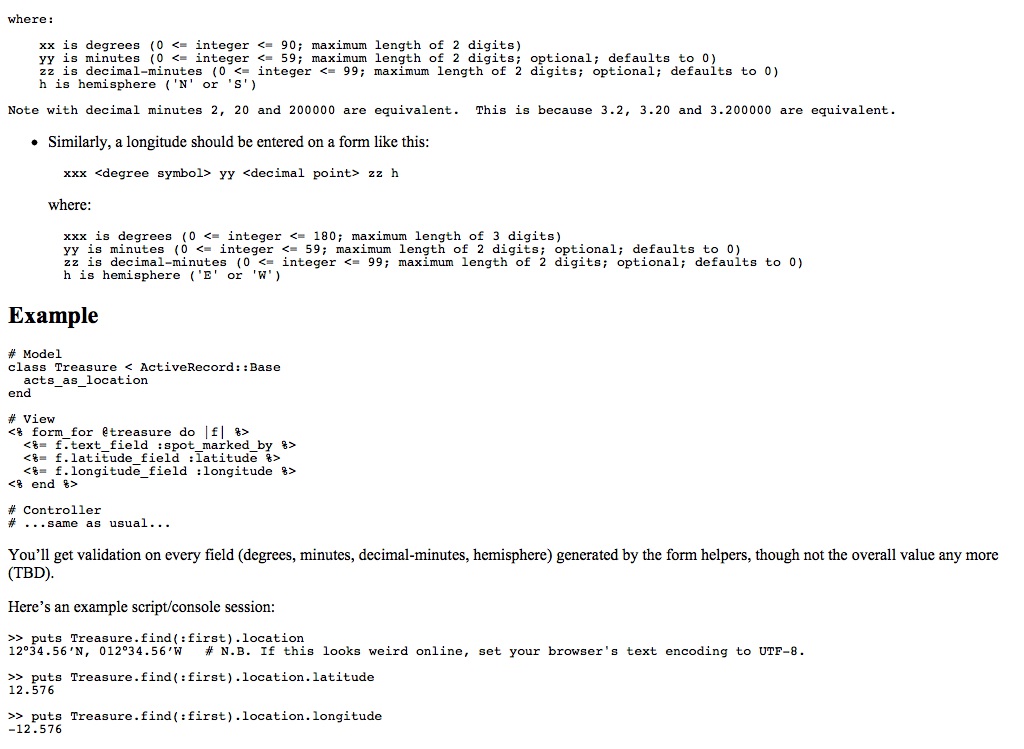 where:
xx is degrees (0 <= integer <= 90; maximum length of 2 digits)
yy is minutes (0 <= integer <= 59; maximum length of 2 digits; optional; defaults to 0)
zz is decimal-minutes (0 <= integer <= 99; maximum length of 2 digits; optional; defaults to 0)
h is hemisphere ('N' or 'S')
Note with decimal minutes 2, 20 and 200000 are equivalent.  This is because 3.2, 3.20 and 3.200000 are equivalent.
• Similarly, a longitude should be entered on a form like this:
xxx <degree symbol> yy <decimal point> zz h
where:
xxx is degrees (0 <= integer <= 180; maximum length of 3 digits)
yy is minutes (0 <= integer <= 59; maximum length of 2 digits; optional; defaults to 0)
zz is decimal-minutes (0 <= integer <= 99; maximum length of 2 digits; optional; defaults to 0)
h is hemisphere ('E' or 'W')
Example
# Model
class Treasure < ActiveRecord::Base
  acts_as_location
end
# View
<% form_for @treasure do |f| %>
  <%= f.text_field :spot_marked_by %>
  <%= f.latitude_field :latitude %>
  <%= f.longitude_field :longitude %>
<% end %>
# Controller
# ...same as usual...
You’ll get validation on every field (degrees, minutes, decimal-minutes, hemisphere) generated by the form helpers, though not the overall value any more
(TBD).
Here’s an example script/console session:
>> puts Treasure.find(:first).location
12°34.56′N, 012°34.56′W   # N.B. If this looks weird online, set your browser's text encoding to UTF-8.
>> puts Treasure.find(:first).location.latitude
12.576
>> puts Treasure.find(:first).location.longitude
-12.576